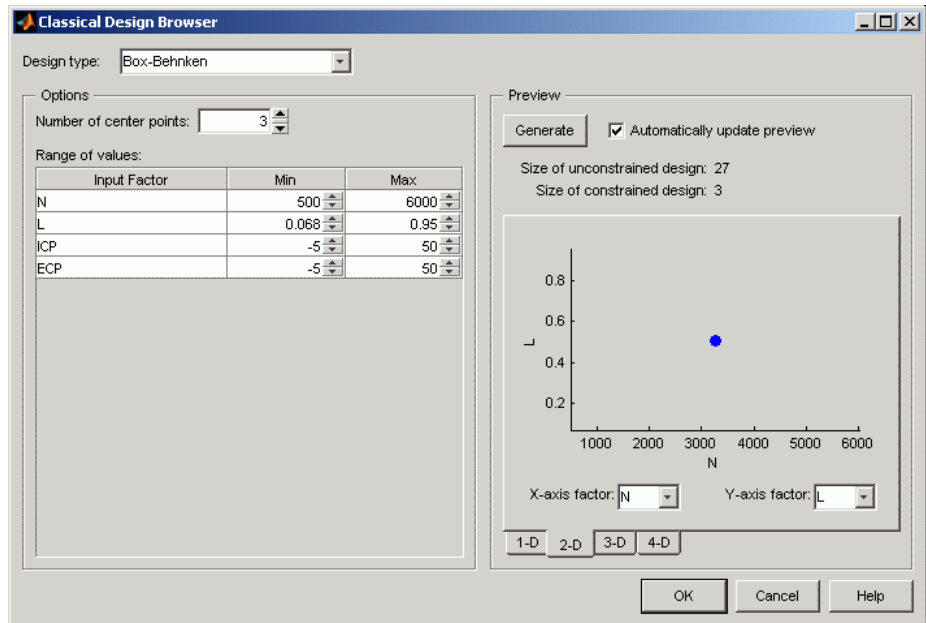 Classical Design Browser
Design type: Box-Behnken
Options
Number of center points: 3
Range of values:
Input Factor Min Max
N 500 6000
L 0.068 0.95
ICP -5 50
ECP -5 50
Preview
Generate Automatically update preview
Size of unconstrained design: 27
Size of constrained design: 3
0.8
0.6
L
0.4
0.2
1000 2000 3000 4000 5000 6000
N
X-axis factor: N Y-axis factor: L
1-D 2-D 3-D 4-D
OK Cancel Help